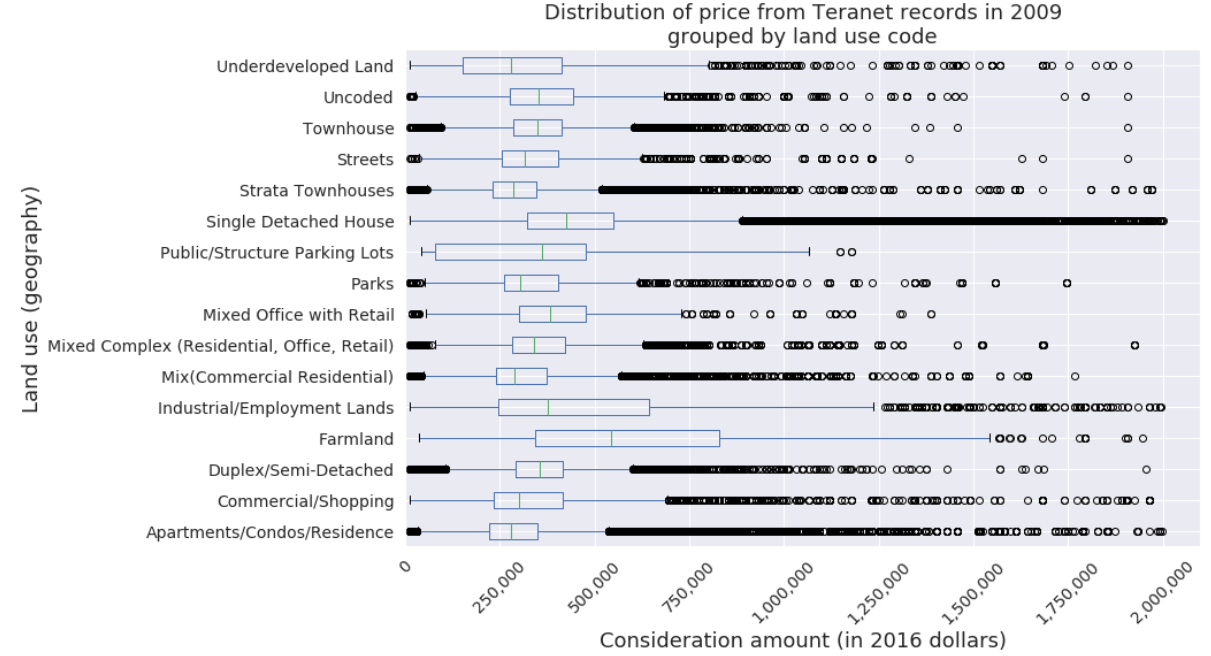 Distribution of price from Teranet records in 2009
grouped by land use code
Land use (geography)
Underdeveloped Land
Uncoded
Townhouse
Streets
Strata Townhouses
Single Detached House
Public/Structure Parking Lots
Parks
Mixed Office with Retail
Mixed Complex (Residential, Office, Retail)
Mix(Commercial Residential)
Industrial/Employment Lands
Farmland
Duplex/Semi-Detached
Commercial/Shopping
Apartments/Condos/Residence
0
250,000
500,000
750,000
1,000,000
1,250,000
1,500,000
1,750,000
2,000,000
Consideration amount (in 2016 dollars)